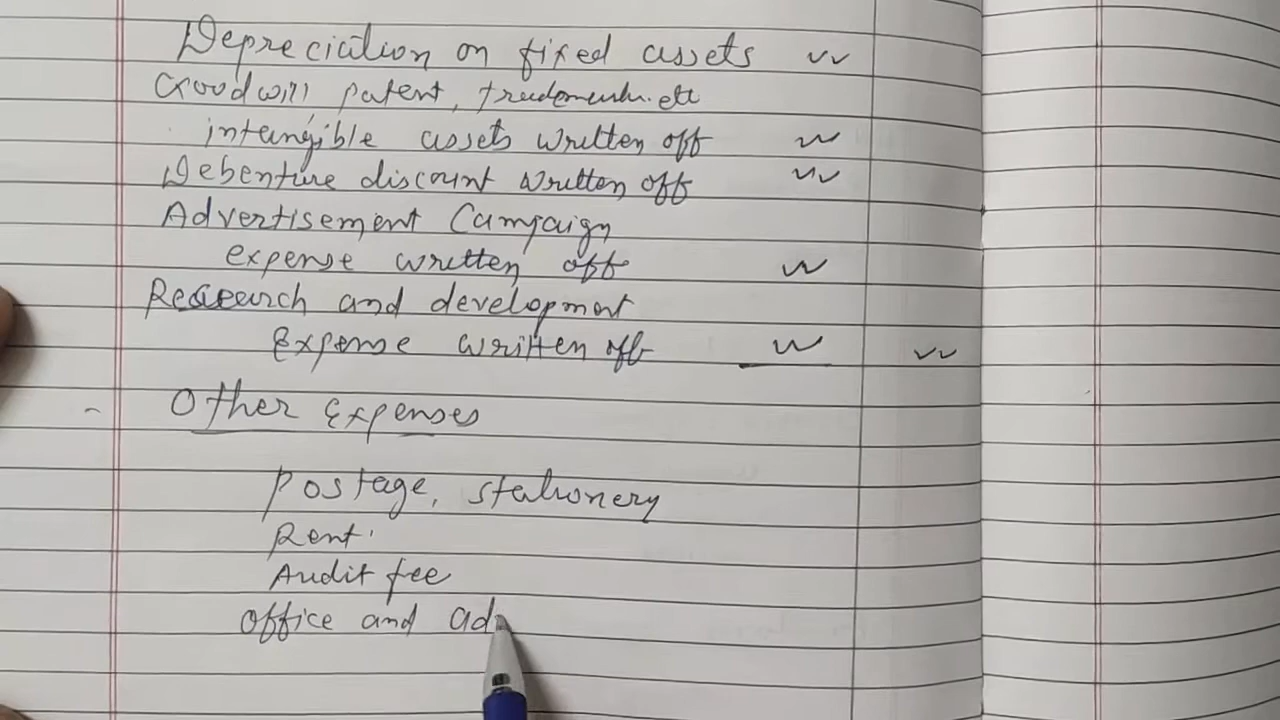 Depreciation on fixed assets ✓✓
Goodwill patent, trademark. etc
intangible assets written off ✓✓
Debenture discount written off ✓✓
Advertisement Campaign
expense written off ✓✓
Research and development
Expense written off ✓✓ ✓✓
Other Expenses
Postage, stationery
Rent
Audit fee
office and ad